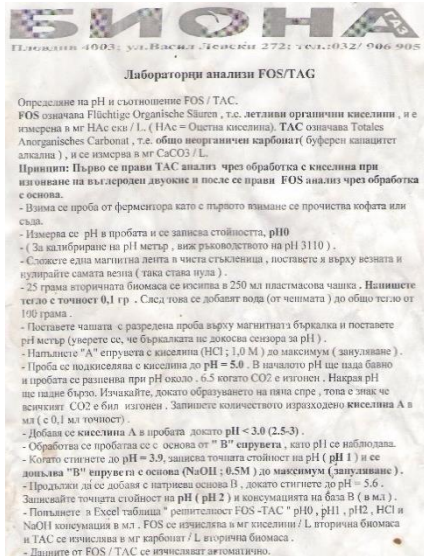 БИОНА ГАЗ
Пловдив 4003; ул.Васил Левски 272; тел.:032/ 906 905
Лабораторни анализи FOS/TAG
Определяне на pH и съотношение FOS / TAC.
FOS означава Flüchtige Organische Säuren , т.е. летливи органични киселини , и е
измерена в мг HAc екв / L. ( HAc = Оцетна киселина). TAC означава Totales
Anorganisches Carbonat , т.е. общо неорганичен карбонат( буферен капацитет
алкална ) , и се измерва в мг CaCO3 / L.
Принцип: Първо се прави TAC анализ чрез обработка с киселина при
изгонване на въглероден двуокис и после се прави FOS анализ чрез обработка
с основа.
- Взима се проба от ферментора като с първото взимане се прочиства кофата или
съда.
- Измерва се pH в пробата и се записва стойността, pH0
- ( За калибриране на pH метър , виж ръководството на pH 3110 ) .
- Сложете една магнитна лента в чиста стъкленица , поставете я върху везната и
нулирайте самата везна ( така става нула ) .
- 25 грама вторичната биомаса се изсипва в 250 мл пластмасова чашка . Напишете
тегло с точност 0,1 гр . След това се добавят вода (от чешмата ) до общо тегло от
100 грама .
- Поставете чашата с разредена проба върху магнитната бъркалка и поставете
pH метър (уверете се, че бъркалката не докосва сензора за pH ) .
- Напълнете "А" епрувета с киселина (HCl ; 1,0 M ) до максимум ( зануляване ) .
- Проба се подкиселява с киселина до pH = 5.0 . В началото pH ще пада бавно
и пробата се разпенва при pH около . 6.5 когато CO2 е изгонен . Накрая pH
ще падне бързо. Изчакайте, докато образуването на пяна спре , това е знак че
всичкият CO2 е бил изгонен . Запишете количеството изразходено киселина А в
мл ( с 0,1 мл точност) .
- Добавя се киселина А в пробата докато pH < 3.0 (2.5-3) .
- Обработва се пробатав се с основа от " В" спрувета , като pH се наблюдава.
- Когато стигнете до pH = 3.9, записва точната стойност на pH ( pH 1 ) и се
допълва "В" епрувета с основа (NaOH ; 0.5M ) до максимум (зануляване ) .
- Продължи да се добавя с натриева основа В , докато стигнете до pH = 5.6 .
Записвайте точната стойност на pH ( pH 2 ) и консумацията на база В ( в мл ) .
- Попълнете в Excel таблица " решителност FOS -TAC " pH0 , pH1 , pH2 , HCl и
NaOH консумация в мл . FOS се изчислява в мг киселини / L вторична биомаса
и TAC се изчислява в мг карбонат / L вторична биомаса .
- Данните от FOS / TAC се изчисляват автоматично.